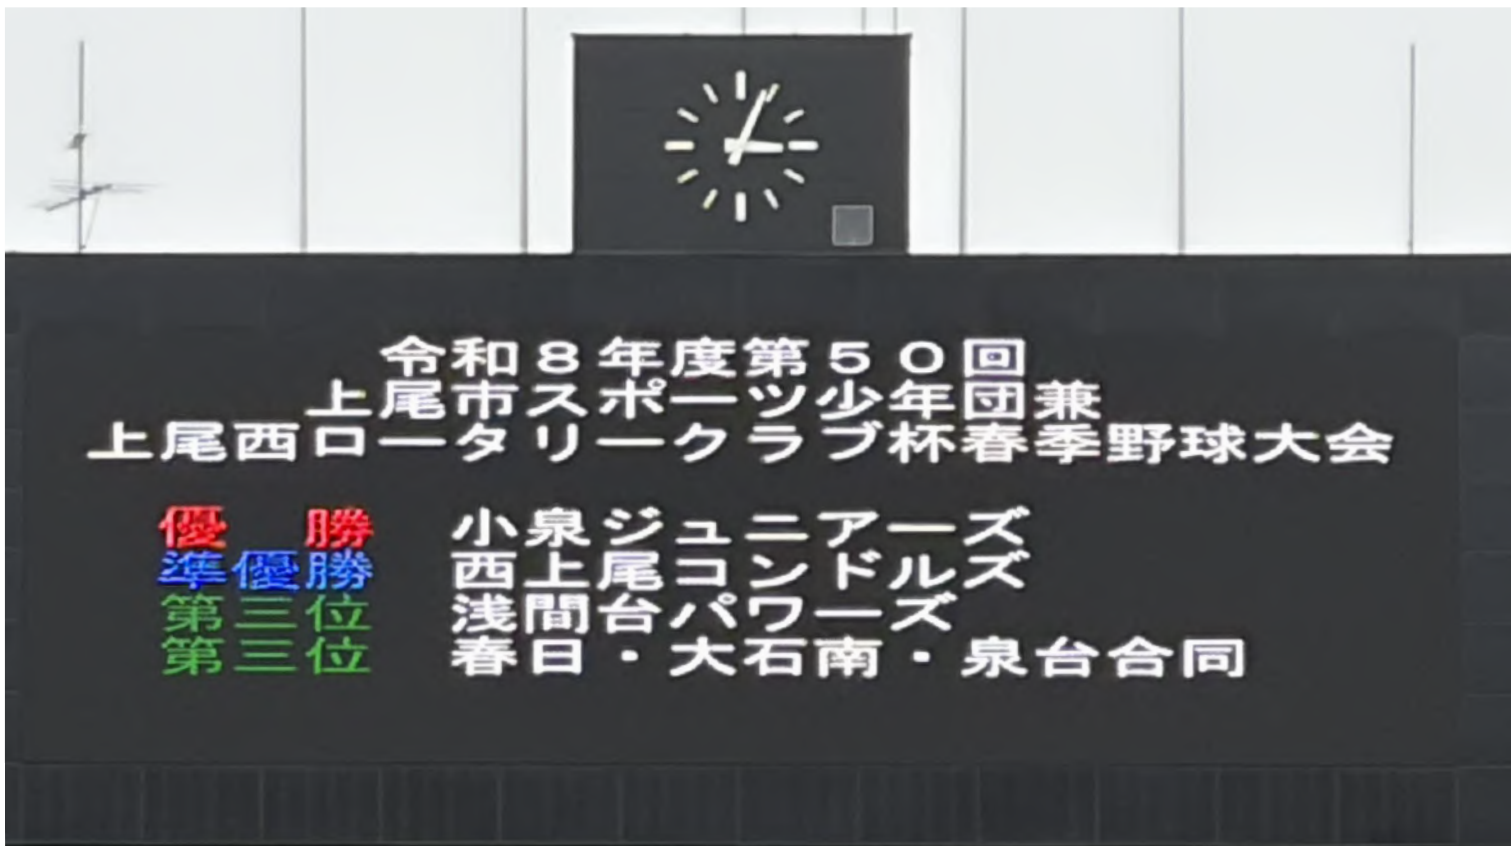 令和８年度第５０回
上尾市スポーツ少年団兼
上尾西ロータリークラブ杯春季野球大会
優　勝　小泉ジュニアーズ
準優勝　西上尾コンドルズ
第三位　浅間台パワーズ
第三位　春日・大石南・泉台合同